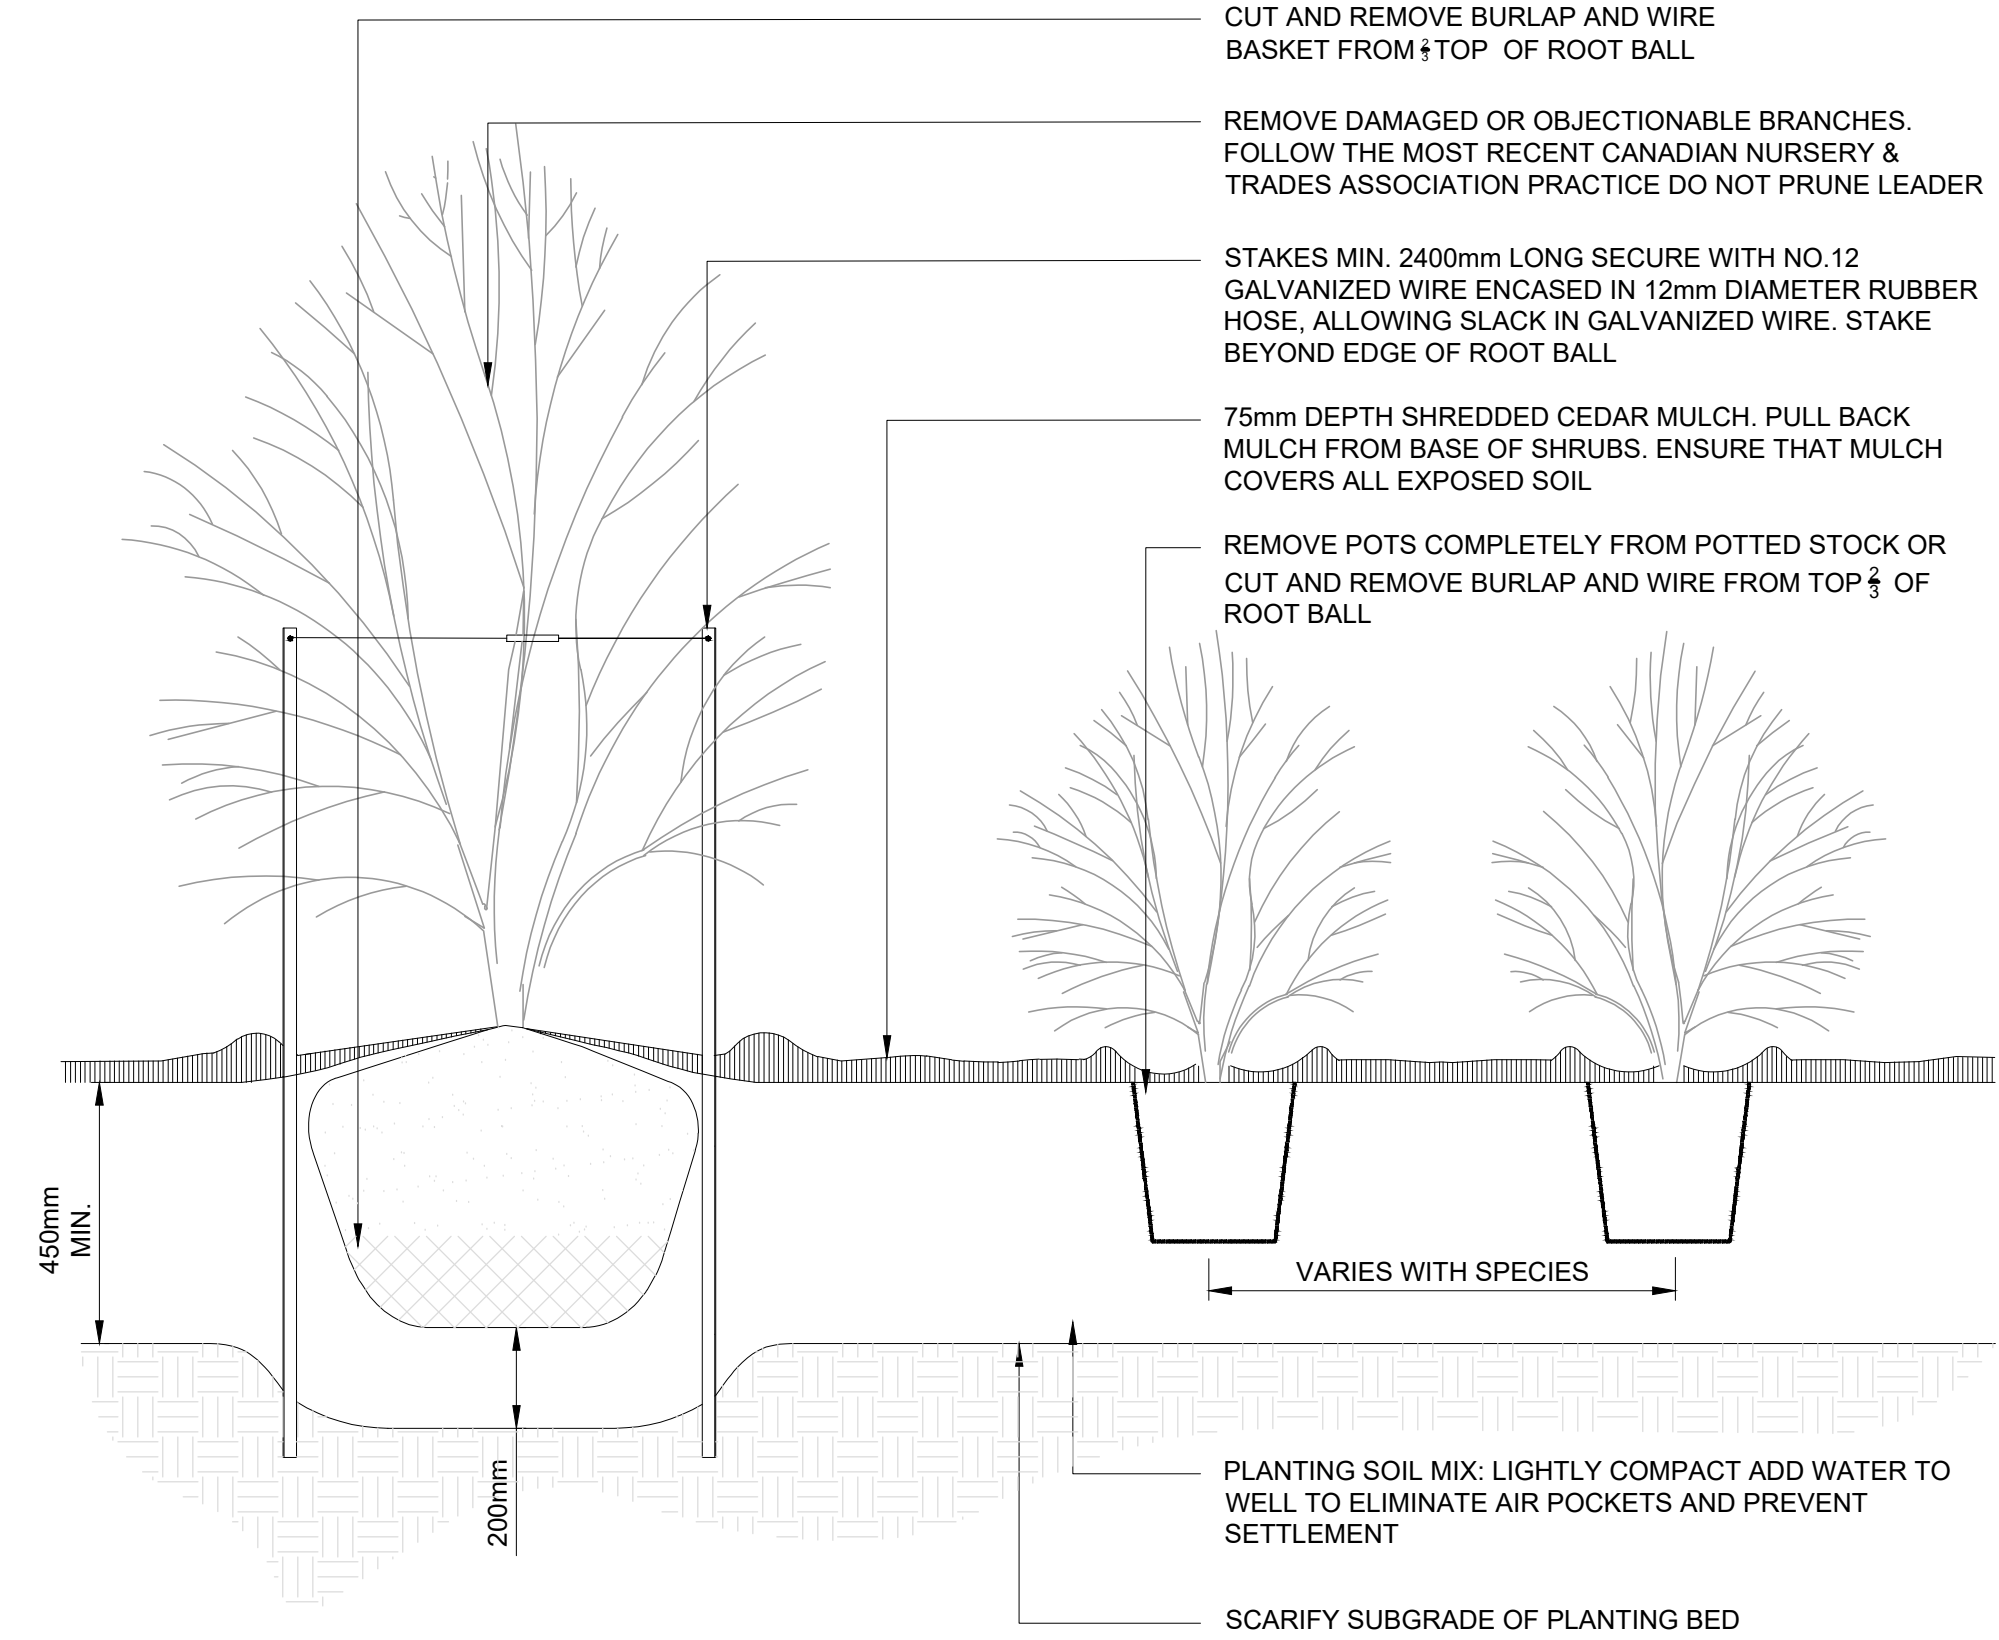 CUT AND REMOVE BURLAP AND WIRE
BASKET FROM 2/3 TOP OF ROOT BALL
REMOVE DAMAGED OR OBJECTIONABLE BRANCHES.
FOLLOW THE MOST RECENT CANADIAN NURSERY &
TRADES ASSOCIATION PRACTICE DO NOT PRUNE LEADER
STAKES MIN. 2400mm LONG SECURE WITH NO.12
GALVANIZED WIRE ENCASED IN 12mm DIAMETER RUBBER
HOSE, ALLOWING SLACK IN GALVANIZED WIRE. STAKE
BEYOND EDGE OF ROOT BALL
75mm DEPTH SHREDDED CEDAR MULCH. PULL BACK
MULCH FROM BASE OF SHRUBS. ENSURE THAT MULCH
COVERS ALL EXPOSED SOIL
REMOVE POTS COMPLETELY FROM POTTED STOCK OR
CUT AND REMOVE BURLAP AND WIRE FROM TOP 2/3 OF
ROOT BALL
450mm
MIN.
VARIES WITH SPECIES
200mm
PLANTING SOIL MIX: LIGHTLY COMPACT ADD WATER TO
WELL TO ELIMINATE AIR POCKETS AND PREVENT
SETTLEMENT
SCARIFY SUBGRADE OF PLANTING BED